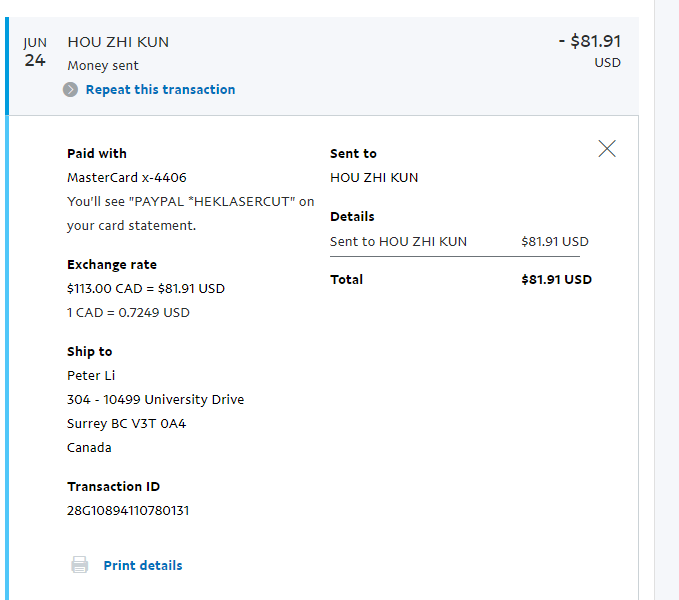 JUN
24
HOU ZHI KUN
Money sent
Repeat this transaction
- $81.91
USD
Paid with
MasterCard x-4406
You'll see "PAYPAL *HEKLASERCUT" on
your card statement.
Exchange rate
$113.00 CAD = $81.91 USD
1 CAD = 0.7249 USD
Ship to
Peter Li
304 - 10499 University Drive
Surrey BC V3T 0A4
Canada
Transaction ID
28G10894110780131
Print details
Sent to
HOU ZHI KUN
Details
Sent to HOU ZHI KUN $81.91 USD
Total $81.91 USD